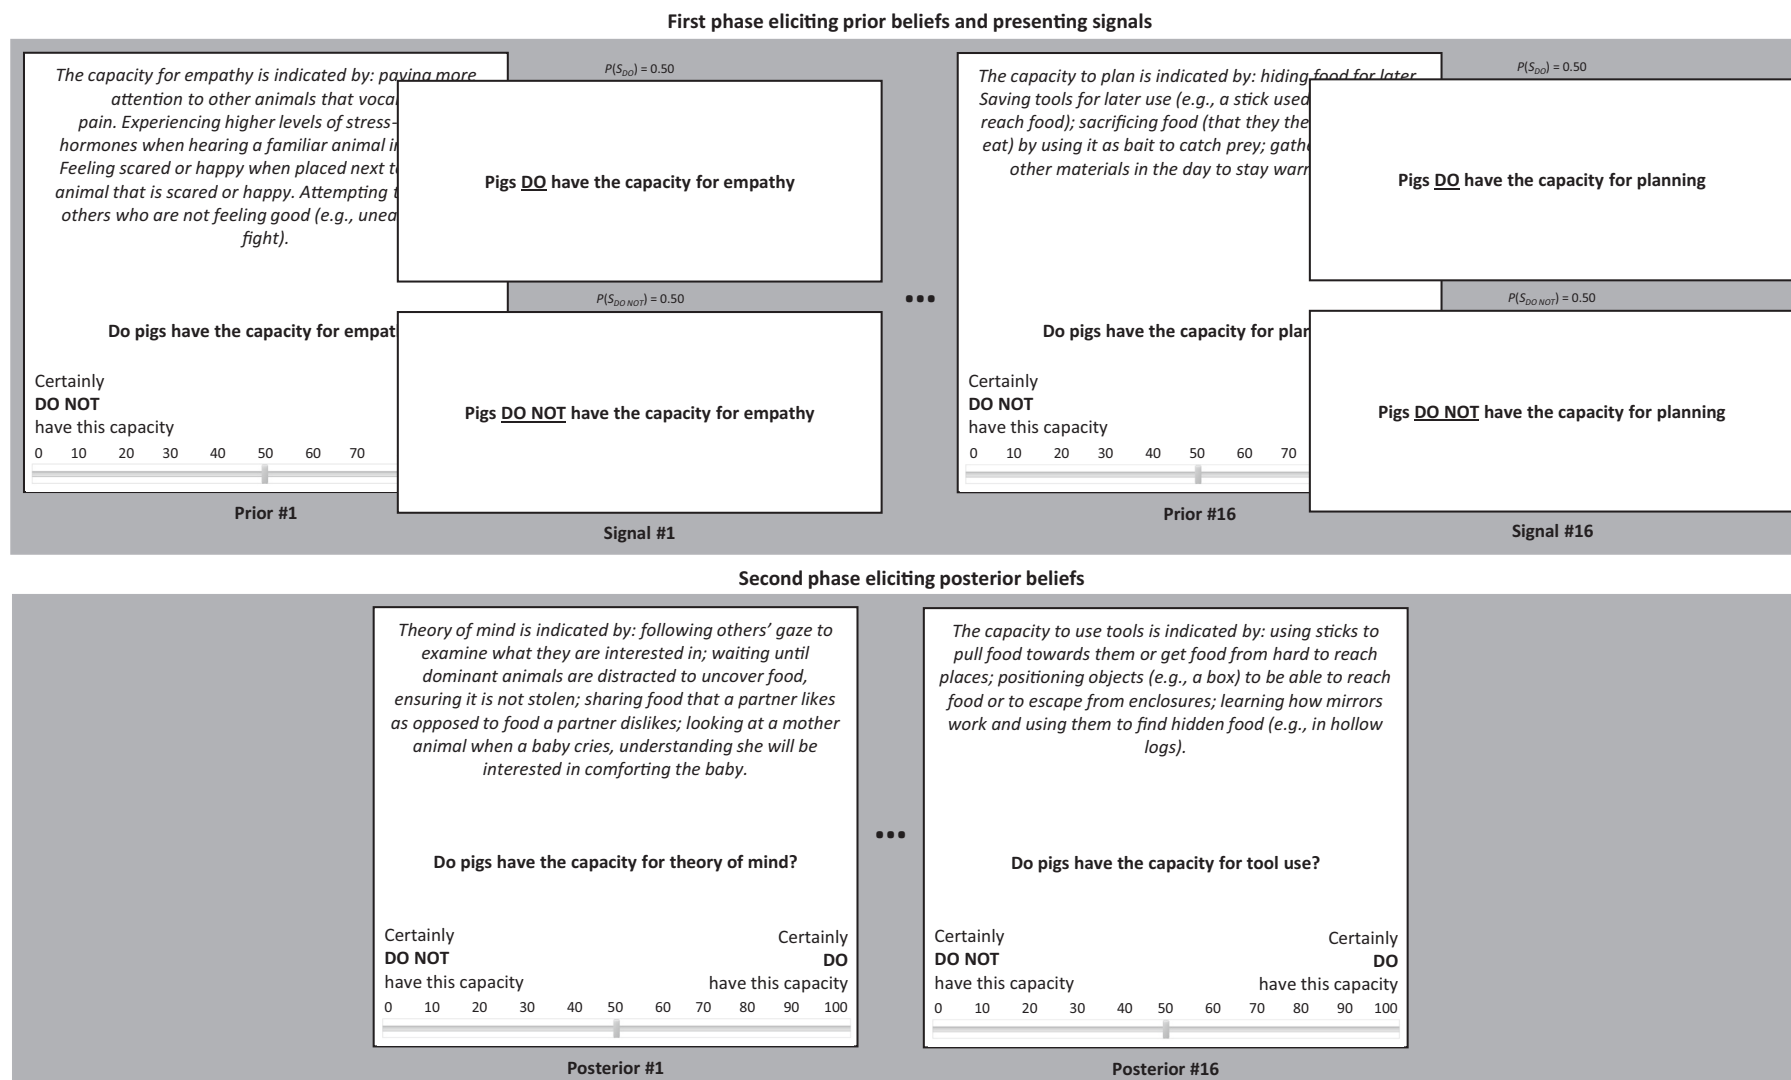 First phase eliciting prior beliefs and presenting signals
The capacity for empathy is indicated by: paying more
attention to other animals that voca
pain. Experiencing higher levels of stress-
hormones when hearing a familiar animal i
Feeling scared or happy when placed next t
animal that is scared or happy. Attempting t
others who are not feeling good (e.g., unea
fight).
Do pigs have the capacity for empat
Certainly
DO NOT
have this capacity
0 10 20 30 40 50 60 70
Prior #1
P(S_DO) = 0.50
Pigs DO have the capacity for empathy
P(S_DO NOT) = 0.50
Pigs DO NOT have the capacity for empathy
Signal #1
...
The capacity to plan is indicated by: hiding food for later.
Saving tools for later use (e.g., a stick used
reach food); sacrificing food (that they the
eat) by using it as bait to catch prey; gath
other materials in the day to stay warr
Do pigs have the capacity for plan
Certainly
DO NOT
have this capacity
0 10 20 30 40 50 60 70
Prior #16
P(S_DO) = 0.50
Pigs DO have the capacity for planning
P(S_DO NOT) = 0.50
Pigs DO NOT have the capacity for planning
Signal #16
Second phase eliciting posterior beliefs
Theory of mind is indicated by: following others’ gaze to
examine what they are interested in; waiting until
dominant animals are distracted to uncover food,
ensuring it is not stolen; sharing food that a partner likes
as opposed to food a partner dislikes; looking at a mother
animal when a baby cries, understanding she will be
interested in comforting the baby.
Do pigs have the capacity for theory of mind?
Certainly Certainly
DO NOT DO
have this capacity have this capacity
0 10 20 30 40 50 60 70 80 90 100
Posterior #1
...
The capacity to use tools is indicated by: using sticks to
pull food towards them or get food from hard to reach
places; positioning objects (e.g., a box) to be able to reach
food or to escape from enclosures; learning how mirrors
work and using them to find hidden food (e.g., in hollow
logs).
Do pigs have the capacity for tool use?
Certainly Certainly
DO NOT DO
have this capacity have this capacity
0 10 20 30 40 50 60 70 80 90 100
Posterior #16